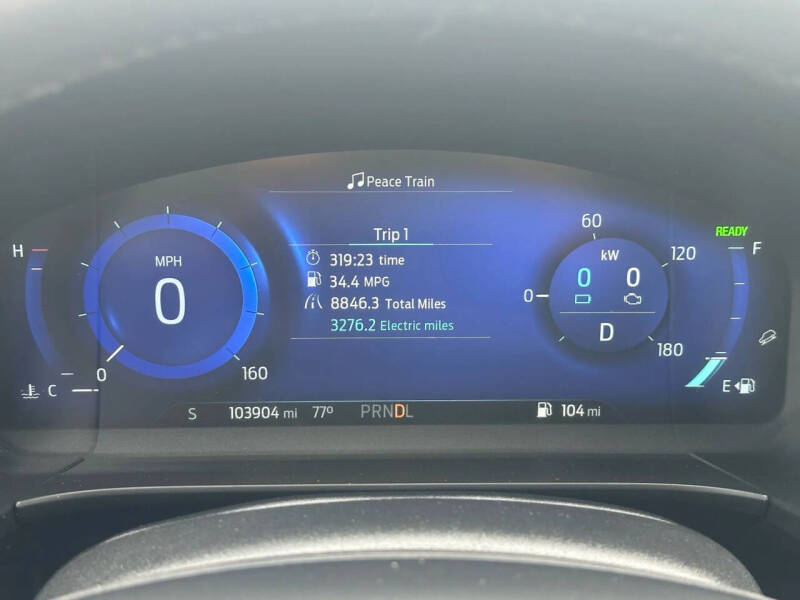 Peace Train
Trip 1
319:23 time
34.4 MPG
8846.3 Total Miles
3276.2 Electric miles
H
C
MPH
0
0
160
60
120
0
180
kW
0 0
D
READY
F
E
S 103904 mi 77° PRNDL 104 mi